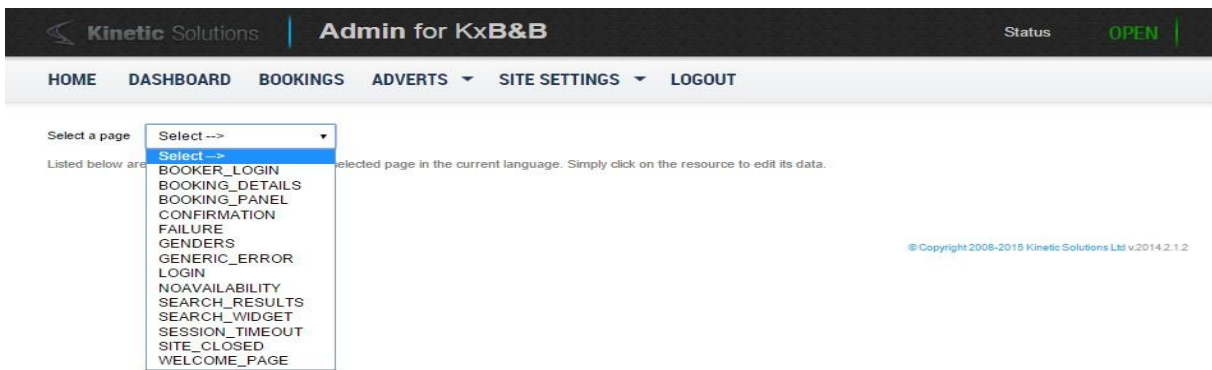 Kinetic Solutions Admin for KxB&B Status OPEN
HOME DASHBOARD BOOKINGS ADVERTS SITE SETTINGS LOGOUT
Select a page Select -->
Listed below are elected page in the current language. Simply click on the resource to edit its data.
Select -->
BOOKER_LOGIN
BOOKING_DETAILS
BOOKING_PANEL
CONFIRMATION
FAILURE
GENDERS
GENERIC_ERROR
LOGIN
NOAVAILABILITY
SEARCH_RESULTS
SEARCH_WIDGET
SESSION_TIMEOUT
SITE_CLOSED
WELCOME_PAGE
© Copyright 2008-2015 Kinetic Solutions Ltd v.2014.2.1.2